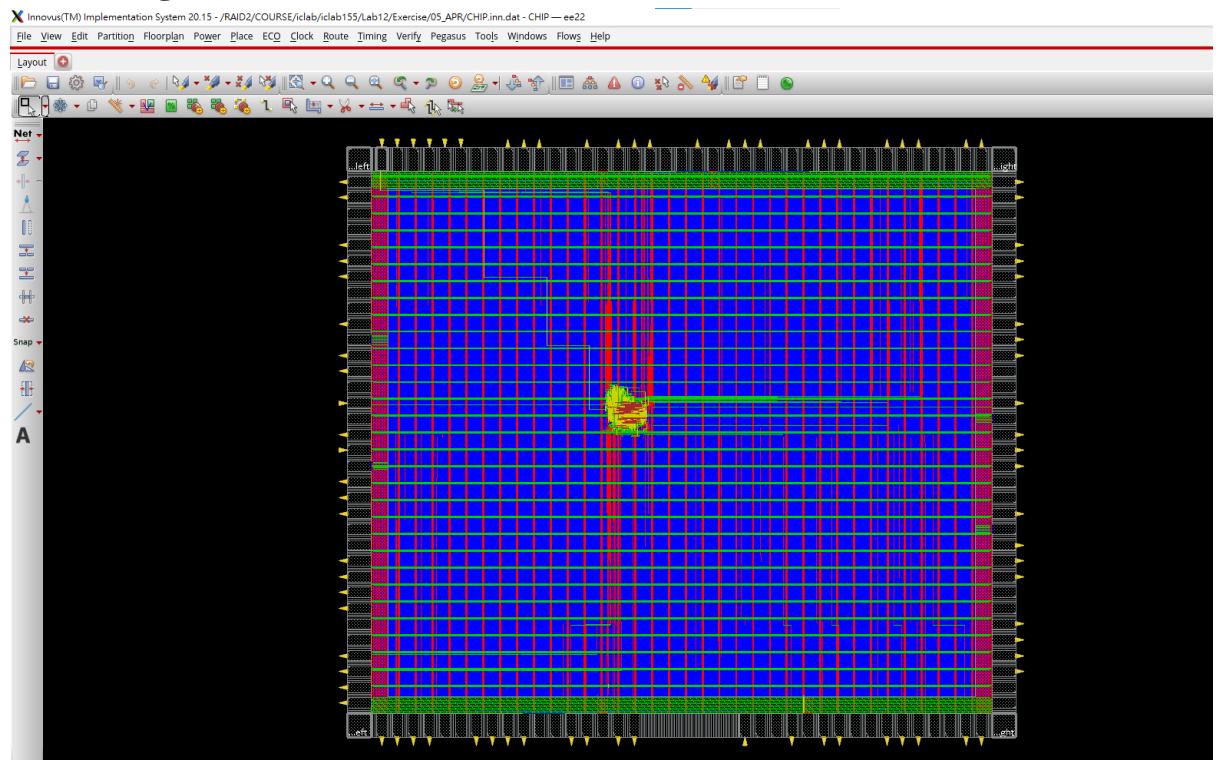 Innovus(TM) Implementation System 20.15 - /RAID2/COURSE/iclab/iclab155/Lab12/Exercise/05_APR/CHIP.inn.dat - CHIP — ee22
File View Edit Partition Floorplan Power Place ECO Clock Route Timing Verify Pegasus Tools Windows Flows Help
Layout
Net
...left ...ight
Snap
A
...eft ...ght